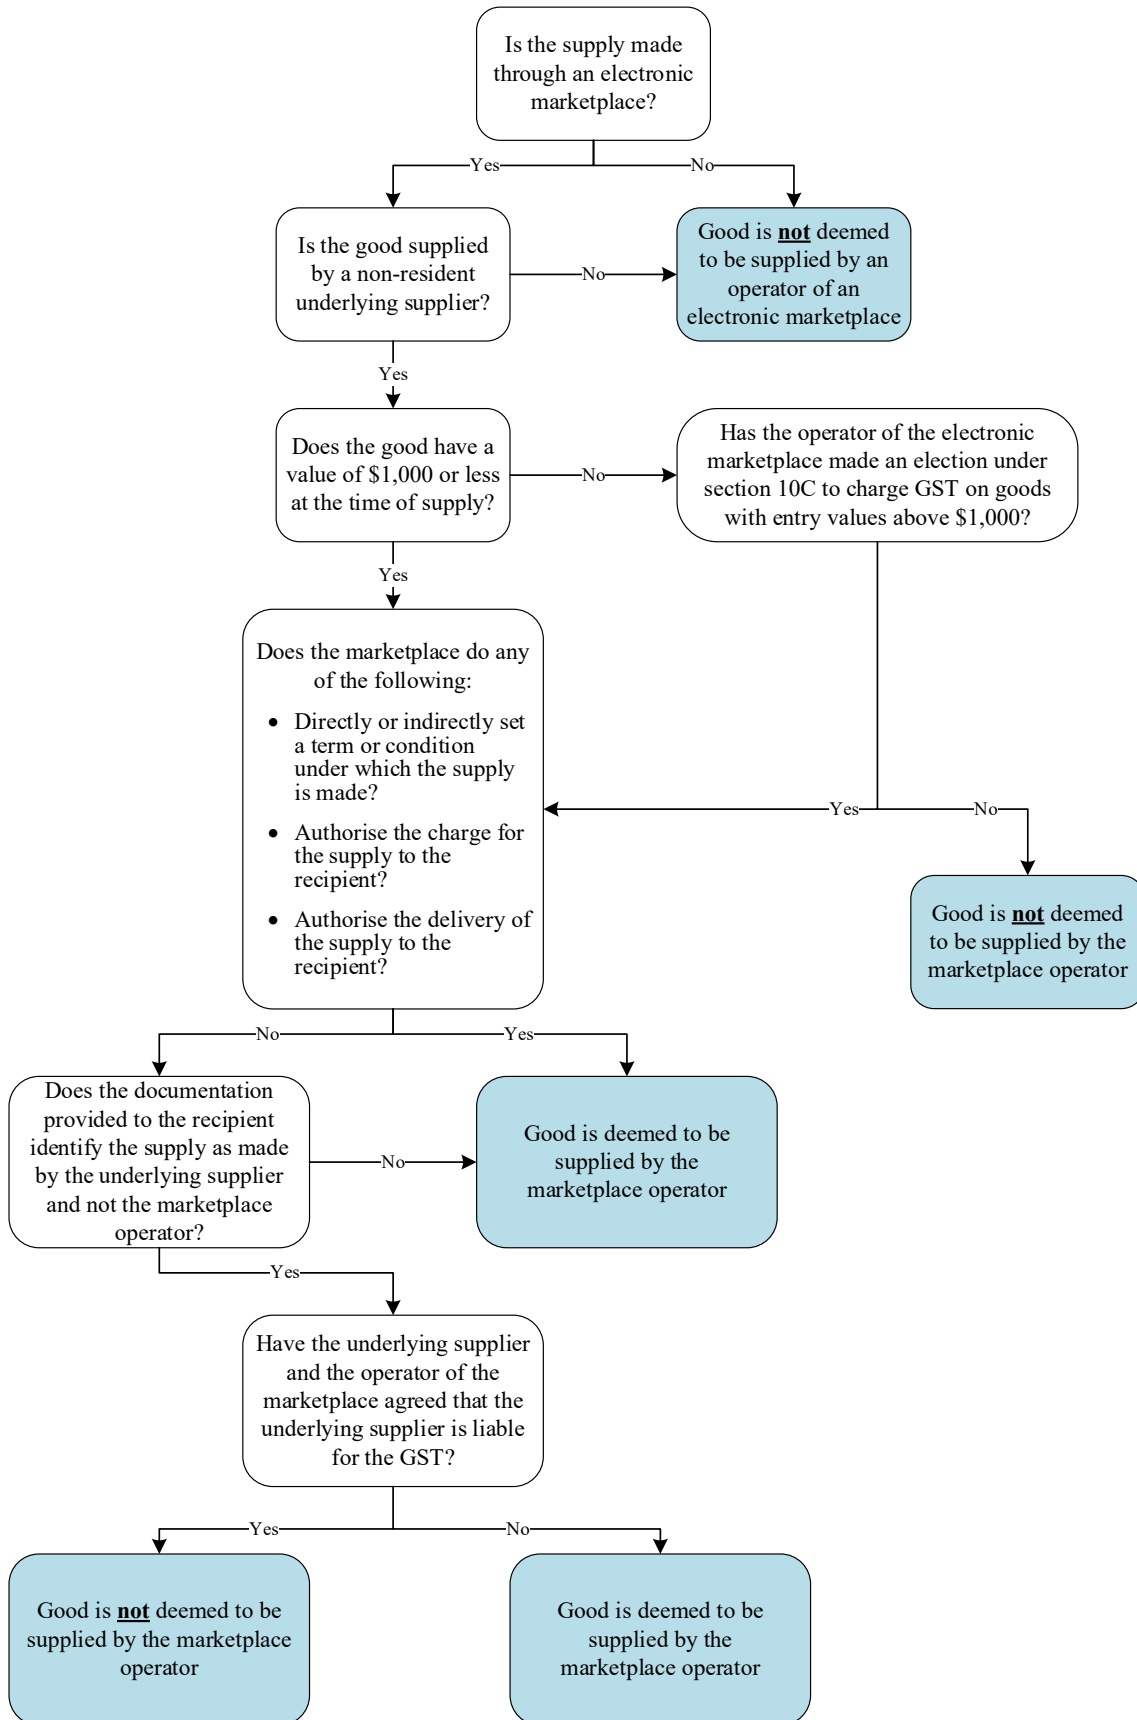 Is the supply made
through an electronic
marketplace?
Yes
No
Is the good supplied
by a non-resident
underlying supplier?
No
Good is not deemed
to be supplied by an
operator of an
electronic marketplace
Yes
Does the good have a
value of $1,000 or less
at the time of supply?
No
Has the operator of the electronic
marketplace made an election under
section 10C to charge GST on goods
with entry values above $1,000?
Yes
Does the marketplace do any
of the following:
• Directly or indirectly set
a term or condition
under which the supply
is made?
• Authorise the charge for
the supply to the
recipient?
• Authorise the delivery of
the supply to the
recipient?
Yes
No
Good is not deemed
to be supplied by the
marketplace operator
No
Yes
Does the documentation
provided to the recipient
identify the supply as made
by the underlying supplier
and not the marketplace
operator?
No
Good is deemed to be
supplied by the
marketplace operator
Yes
Have the underlying supplier
and the operator of the
marketplace agreed that the
underlying supplier is liable
for the GST?
Yes
No
Good is not deemed to be
supplied by the marketplace
operator
Good is deemed to be
supplied by the
marketplace operator